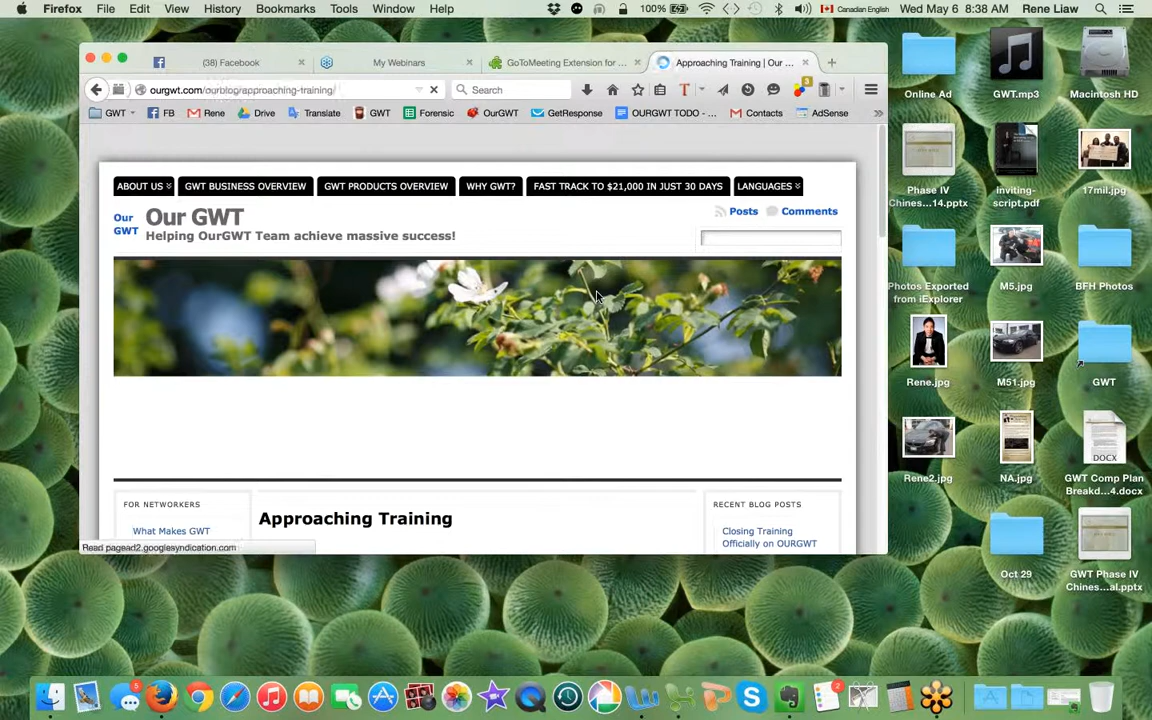 Firefox File Edit View History Bookmarks Tools Window Help 100% Canadian English Wed May 6 8:38 AM Rene Liaw
(38) Facebook My Webinars GoToMeeting Extension for ... Approaching Training | Our ...
ourgwt.com/ourblog/approaching-training/ Search 3
GWT FB Rene Drive Translate GWT Forensic OurGWT GetResponse OURGWT TODO - ... Contacts AdSense
ABOUT US GWT BUSINESS OVERVIEW GWT PRODUCTS OVERVIEW WHY GWT? FAST TRACK TO $21,000 IN JUST 30 DAYS LANGUAGES
Our
GWT
Our GWT
Helping OurGWT Team achieve massive success!
Posts Comments
FOR NETWORKERS
What Makes GWT
Approaching Training
RECENT BLOG POSTS
Closing Training
Officially on OURGWT
Read pagead2.googlesyndication.com
Online Ad GWT.mp3 Macintosh HD
Phase IV
Chines...14.pptx
inviting-
script.pdf
17mil.jpg
Photos Exported
from iExplorer
M5.jpg BFH Photos
Rene.jpg M51.jpg GWT
DOCX
Rene2.jpg NA.jpg GWT Comp Plan
Breakd...4.docx
Oct 29 GWT Phase IV
Chines...al.pptx
5 2